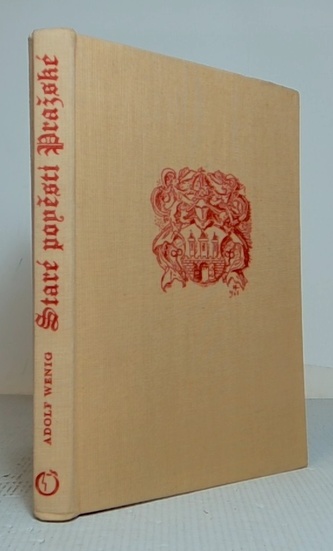 Staré pověsti Pražské
ADOLF WENIG